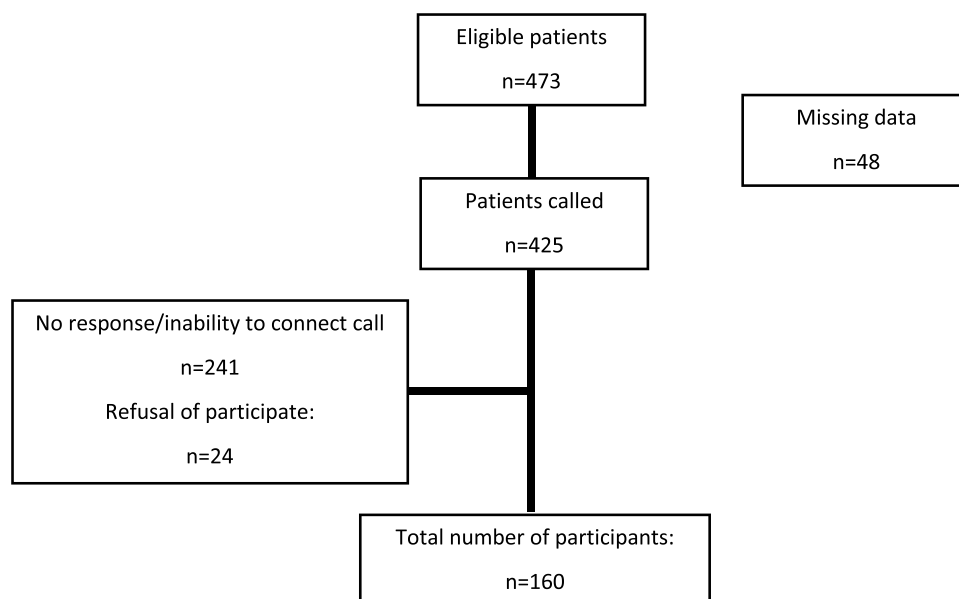 Eligible patients
n=473
Missing data
n=48
Patients called
n=425
No response/inability to connect call
n=241
Refusal of participate:
n=24
Total number of participants:
n=160